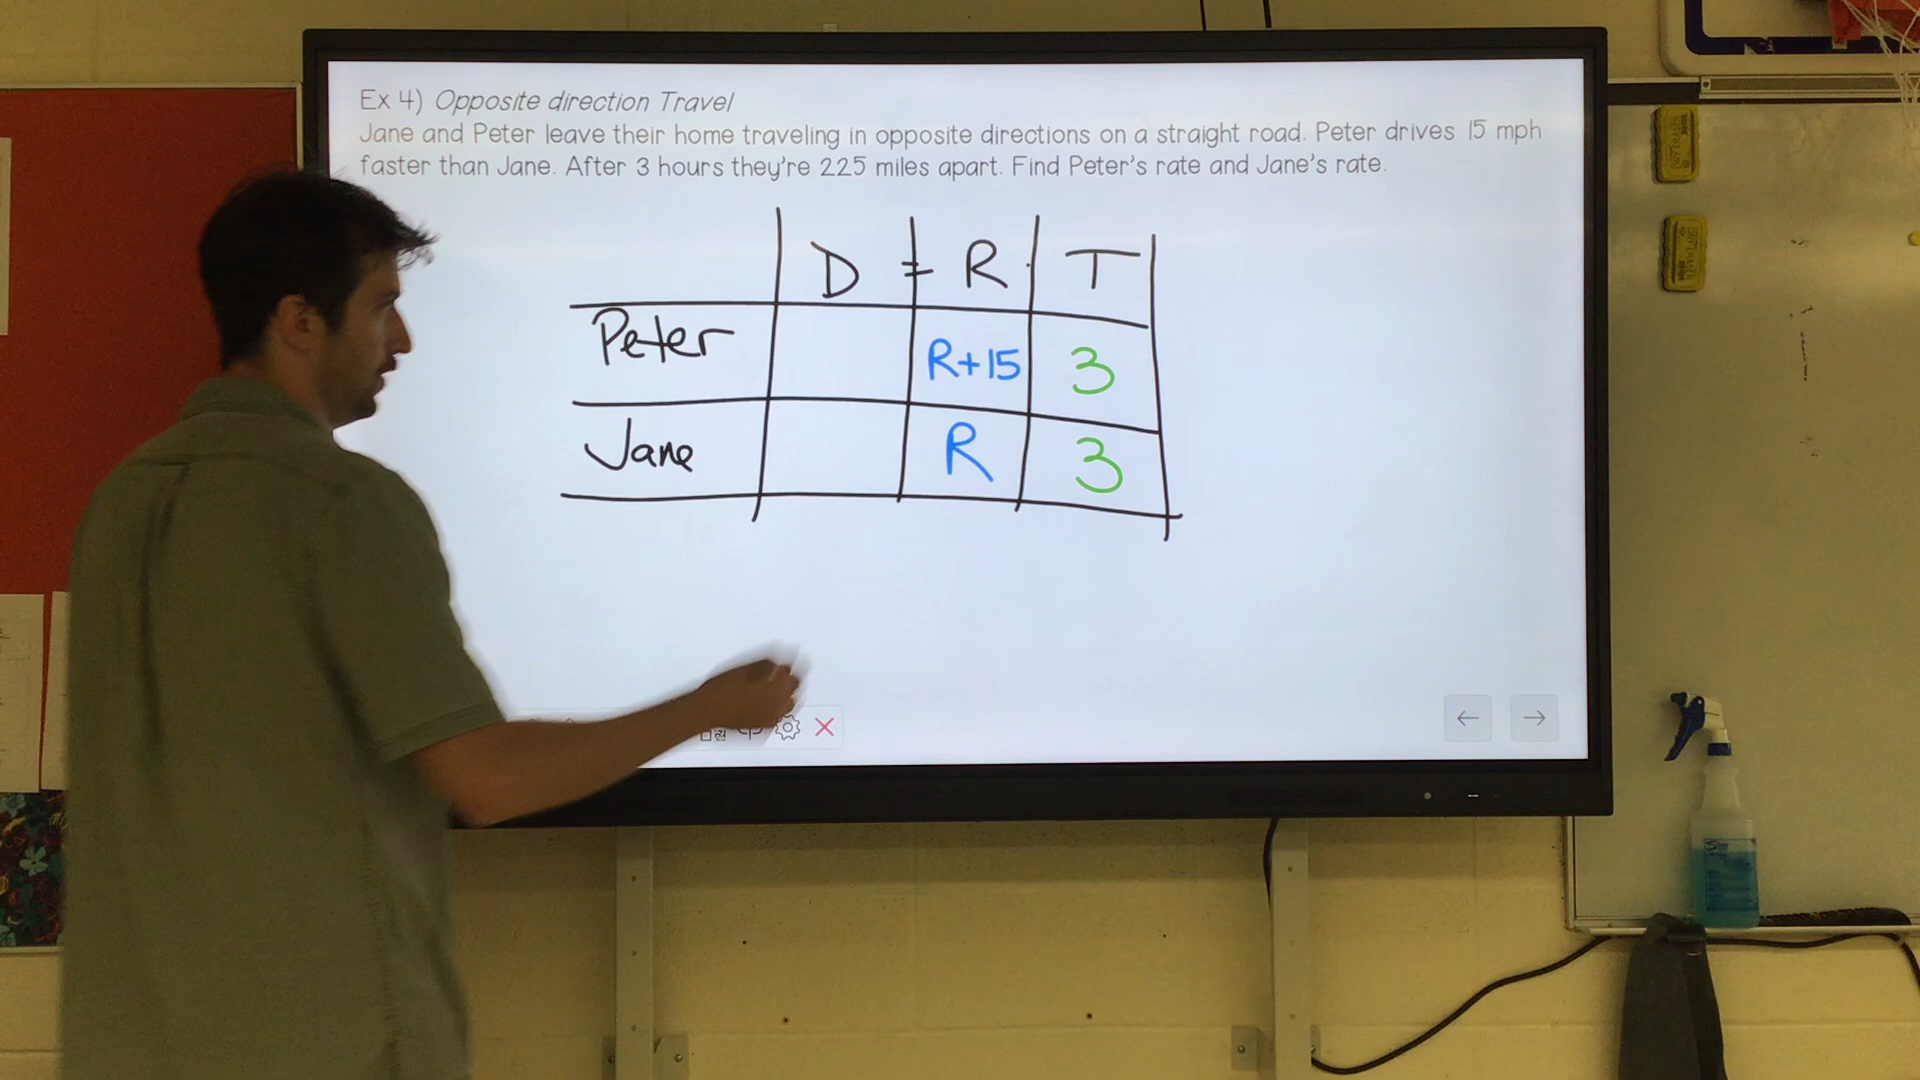 Ex 4) Opposite direction Travel
Jane and Peter leave their home traveling in opposite directions on a straight road. Peter drives 15 mph
faster than Jane. After 3 hours they're 225 miles apart. Find Peter's rate and Jane's rate.
D = R · T
Peter R+15 3
Jane R 3